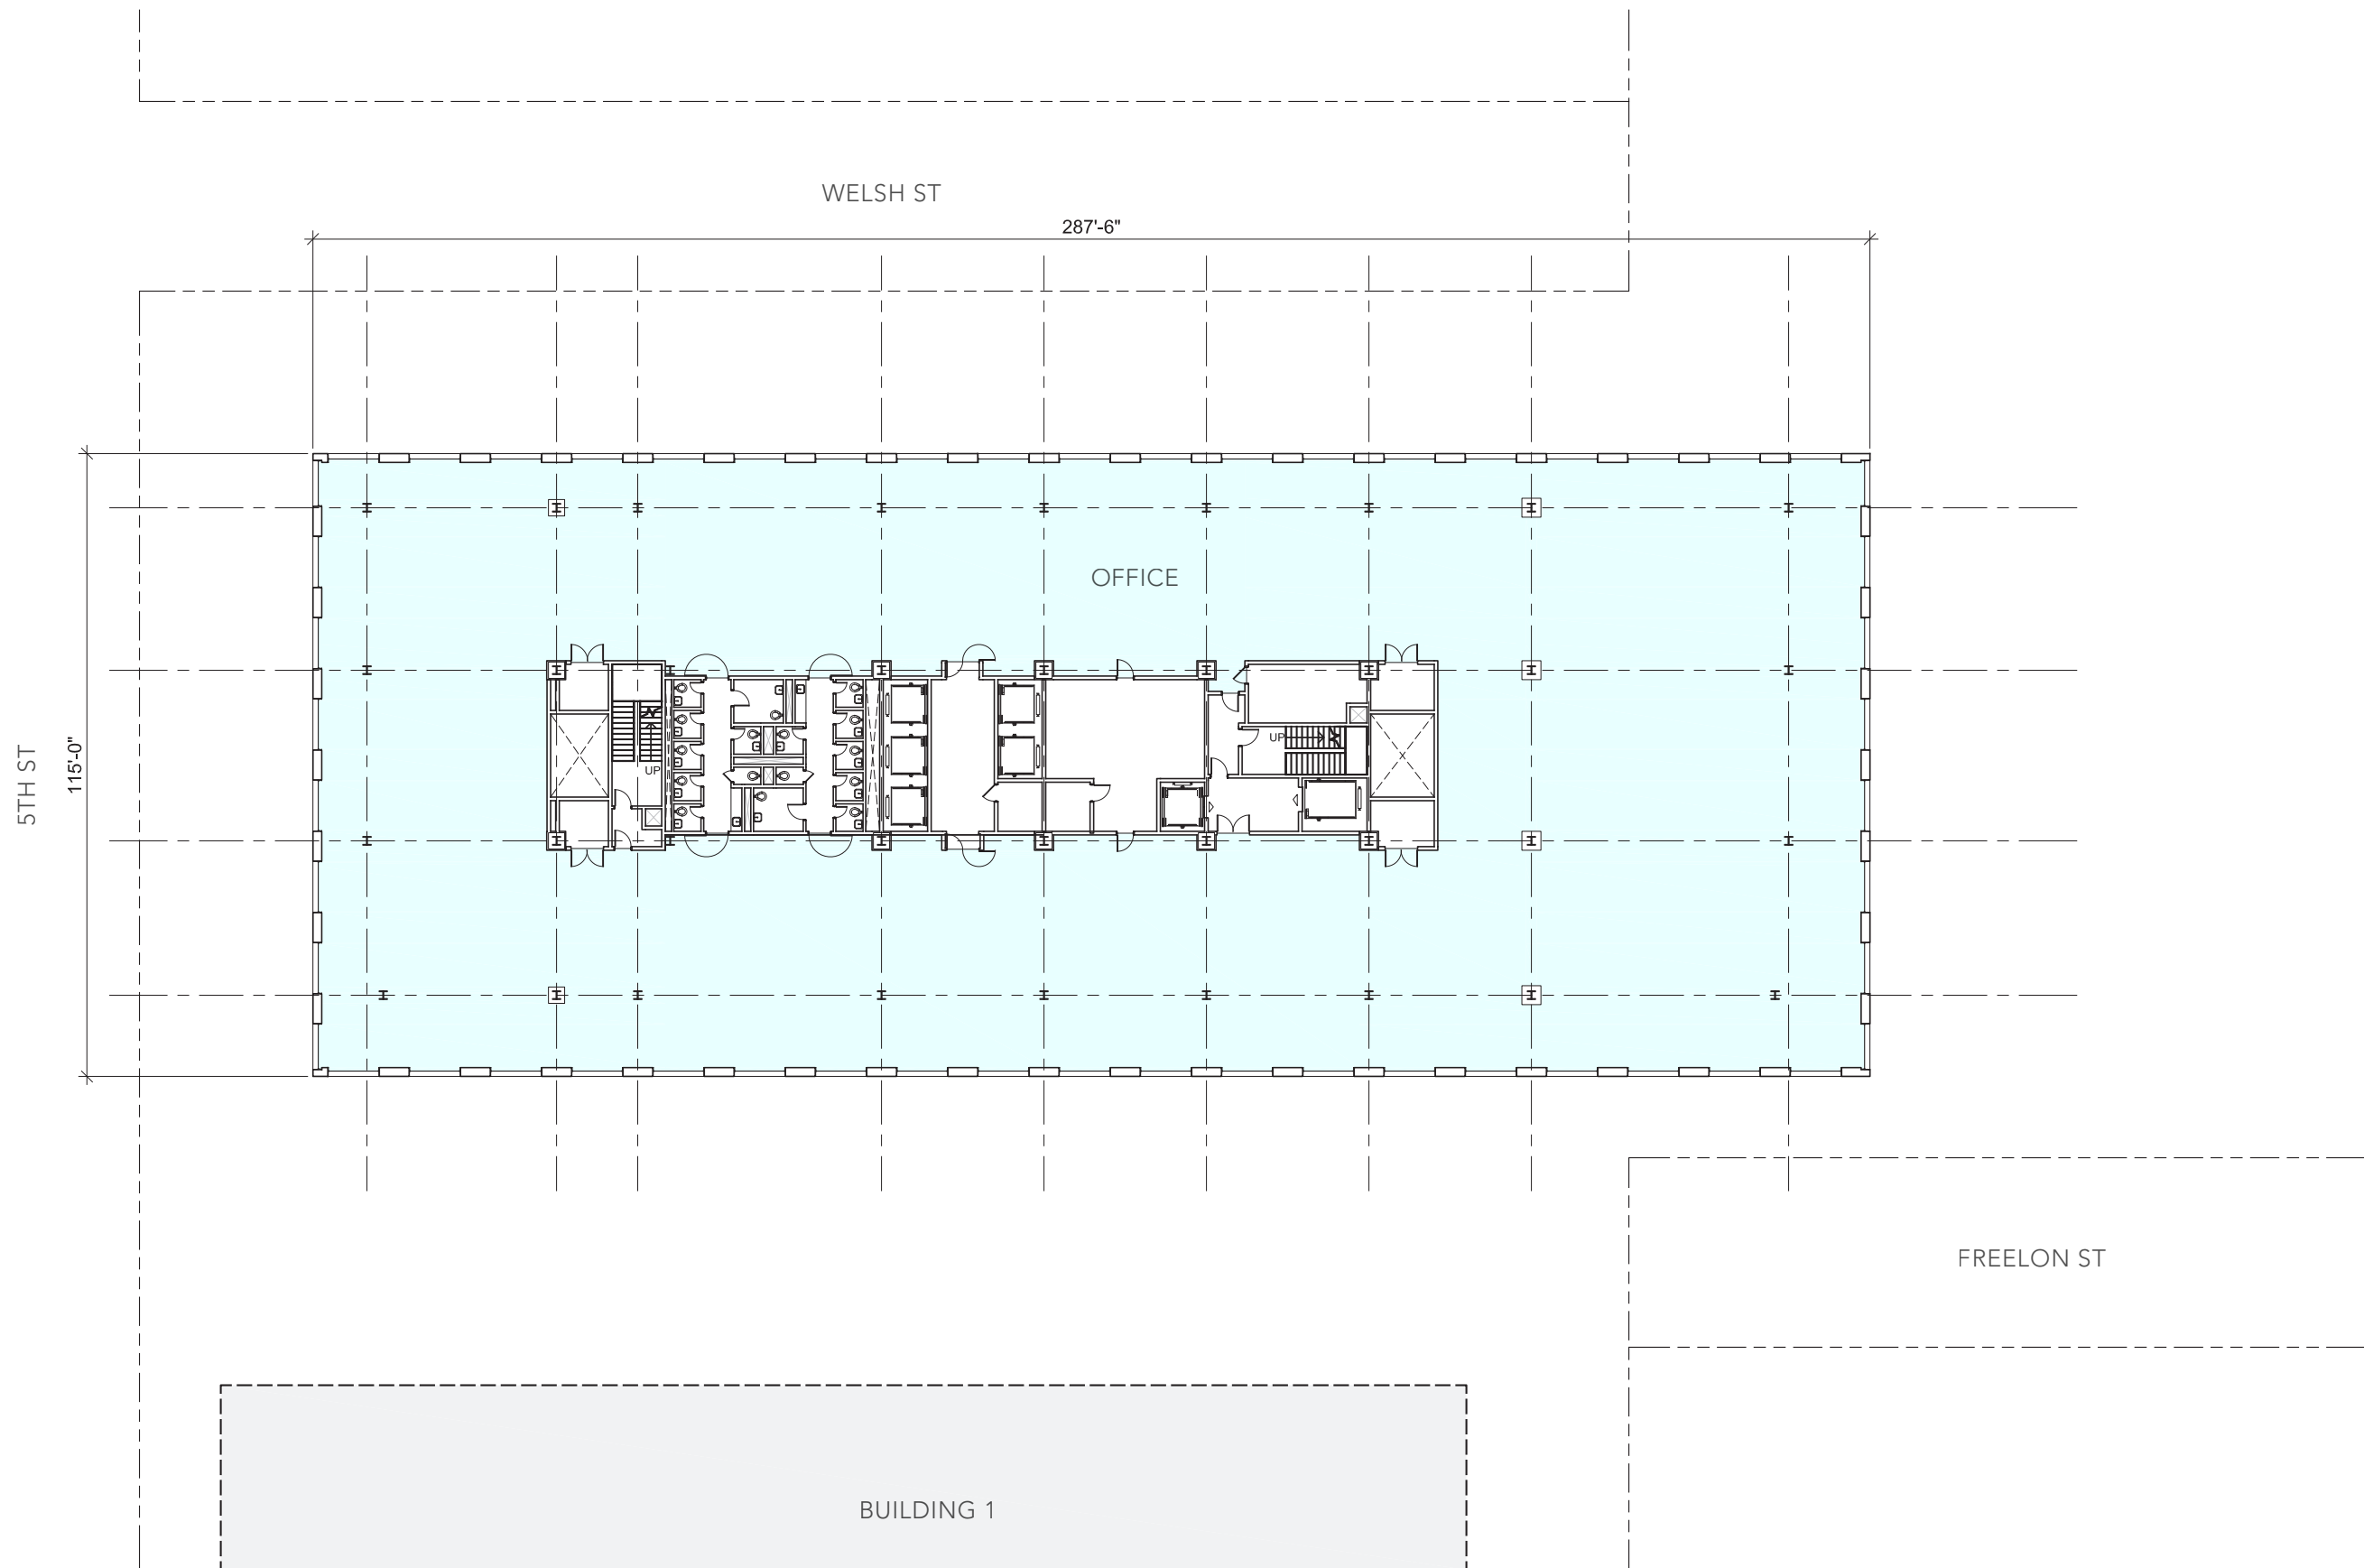 WELSH ST
287'-6"
OFFICE
5TH ST
115'-0"
UP
UP
FREELON ST
BUILDING 1